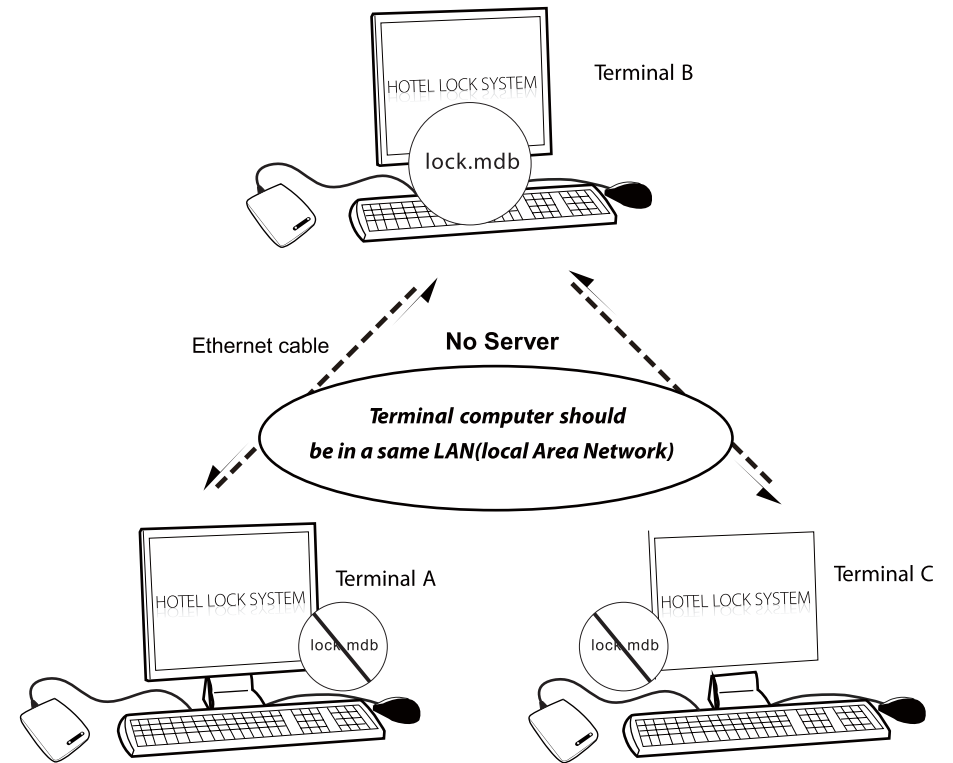 Terminal B
HOTEL LOCK SYSTEM
lock.mdb
Ethernet cable
No Server
Terminal computer should
be in a same LAN(local Area Network)
Terminal A
HOTEL LOCK SYSTEM
lock.mdb
Terminal C
HOTEL LOCK SYSTEM
lock.mdb